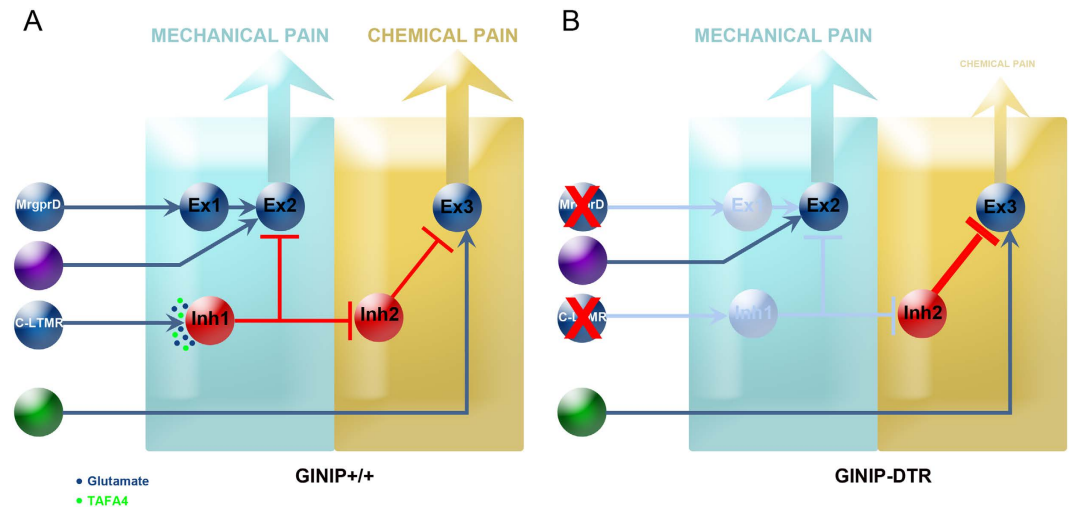 A
MECHANICAL PAIN
CHEMICAL PAIN
MrgprD
Ex1
Ex2
Ex3
C-LTMR
Inh1
Inh2
GINIP+/+
Glutamate
TAFA4
B
MECHANICAL PAIN
CHEMICAL PAIN
Ex2
Ex3
Inh1
Inh2
GINIP-DTR